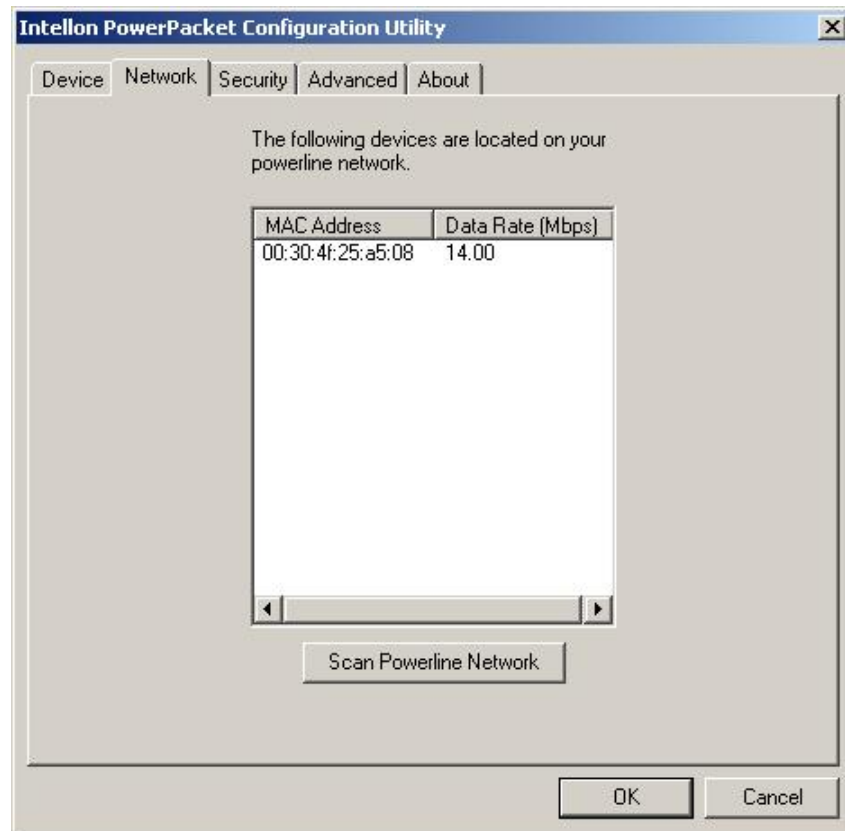 Intellon PowerPacket Configuration Utility
Device Network Security Advanced About
The following devices are located on your
powerline network.
MAC Address Data Rate (Mbps)
00:30:4f:25:a5:08 14.00
Scan Powerline Network
OK Cancel